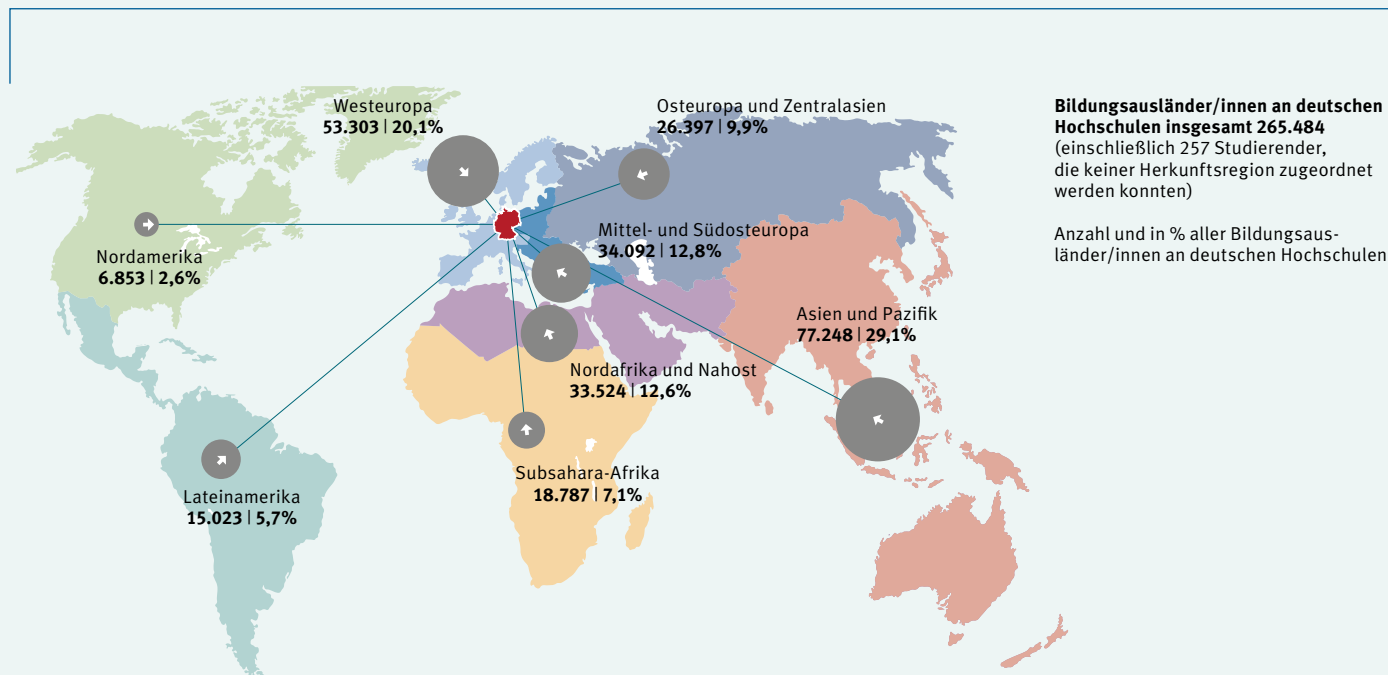 Westeuropa
53.303 | 20,1%
Osteuropa und Zentralasien
26.397 | 9,9%
Bildungsausländer/innen an deutschen
Hochschulen insgesamt 265.484
(einschließlich 257 Studierender,
die keiner Herkunftsregion zugeordnet
werden konnten)
Anzahl und in % aller Bildungsaus-
länder/innen an deutschen Hochschulen
Nordamerika
6.853 | 2,6%
Mittel- und Südosteuropa
34.092 | 12,8%
Asien und Pazifik
77.248 | 29,1%
Nordafrika und Nahost
33.524 | 12,6%
Subsahara-Afrika
18.787 | 7,1%
Lateinamerika
15.023 | 5,7%